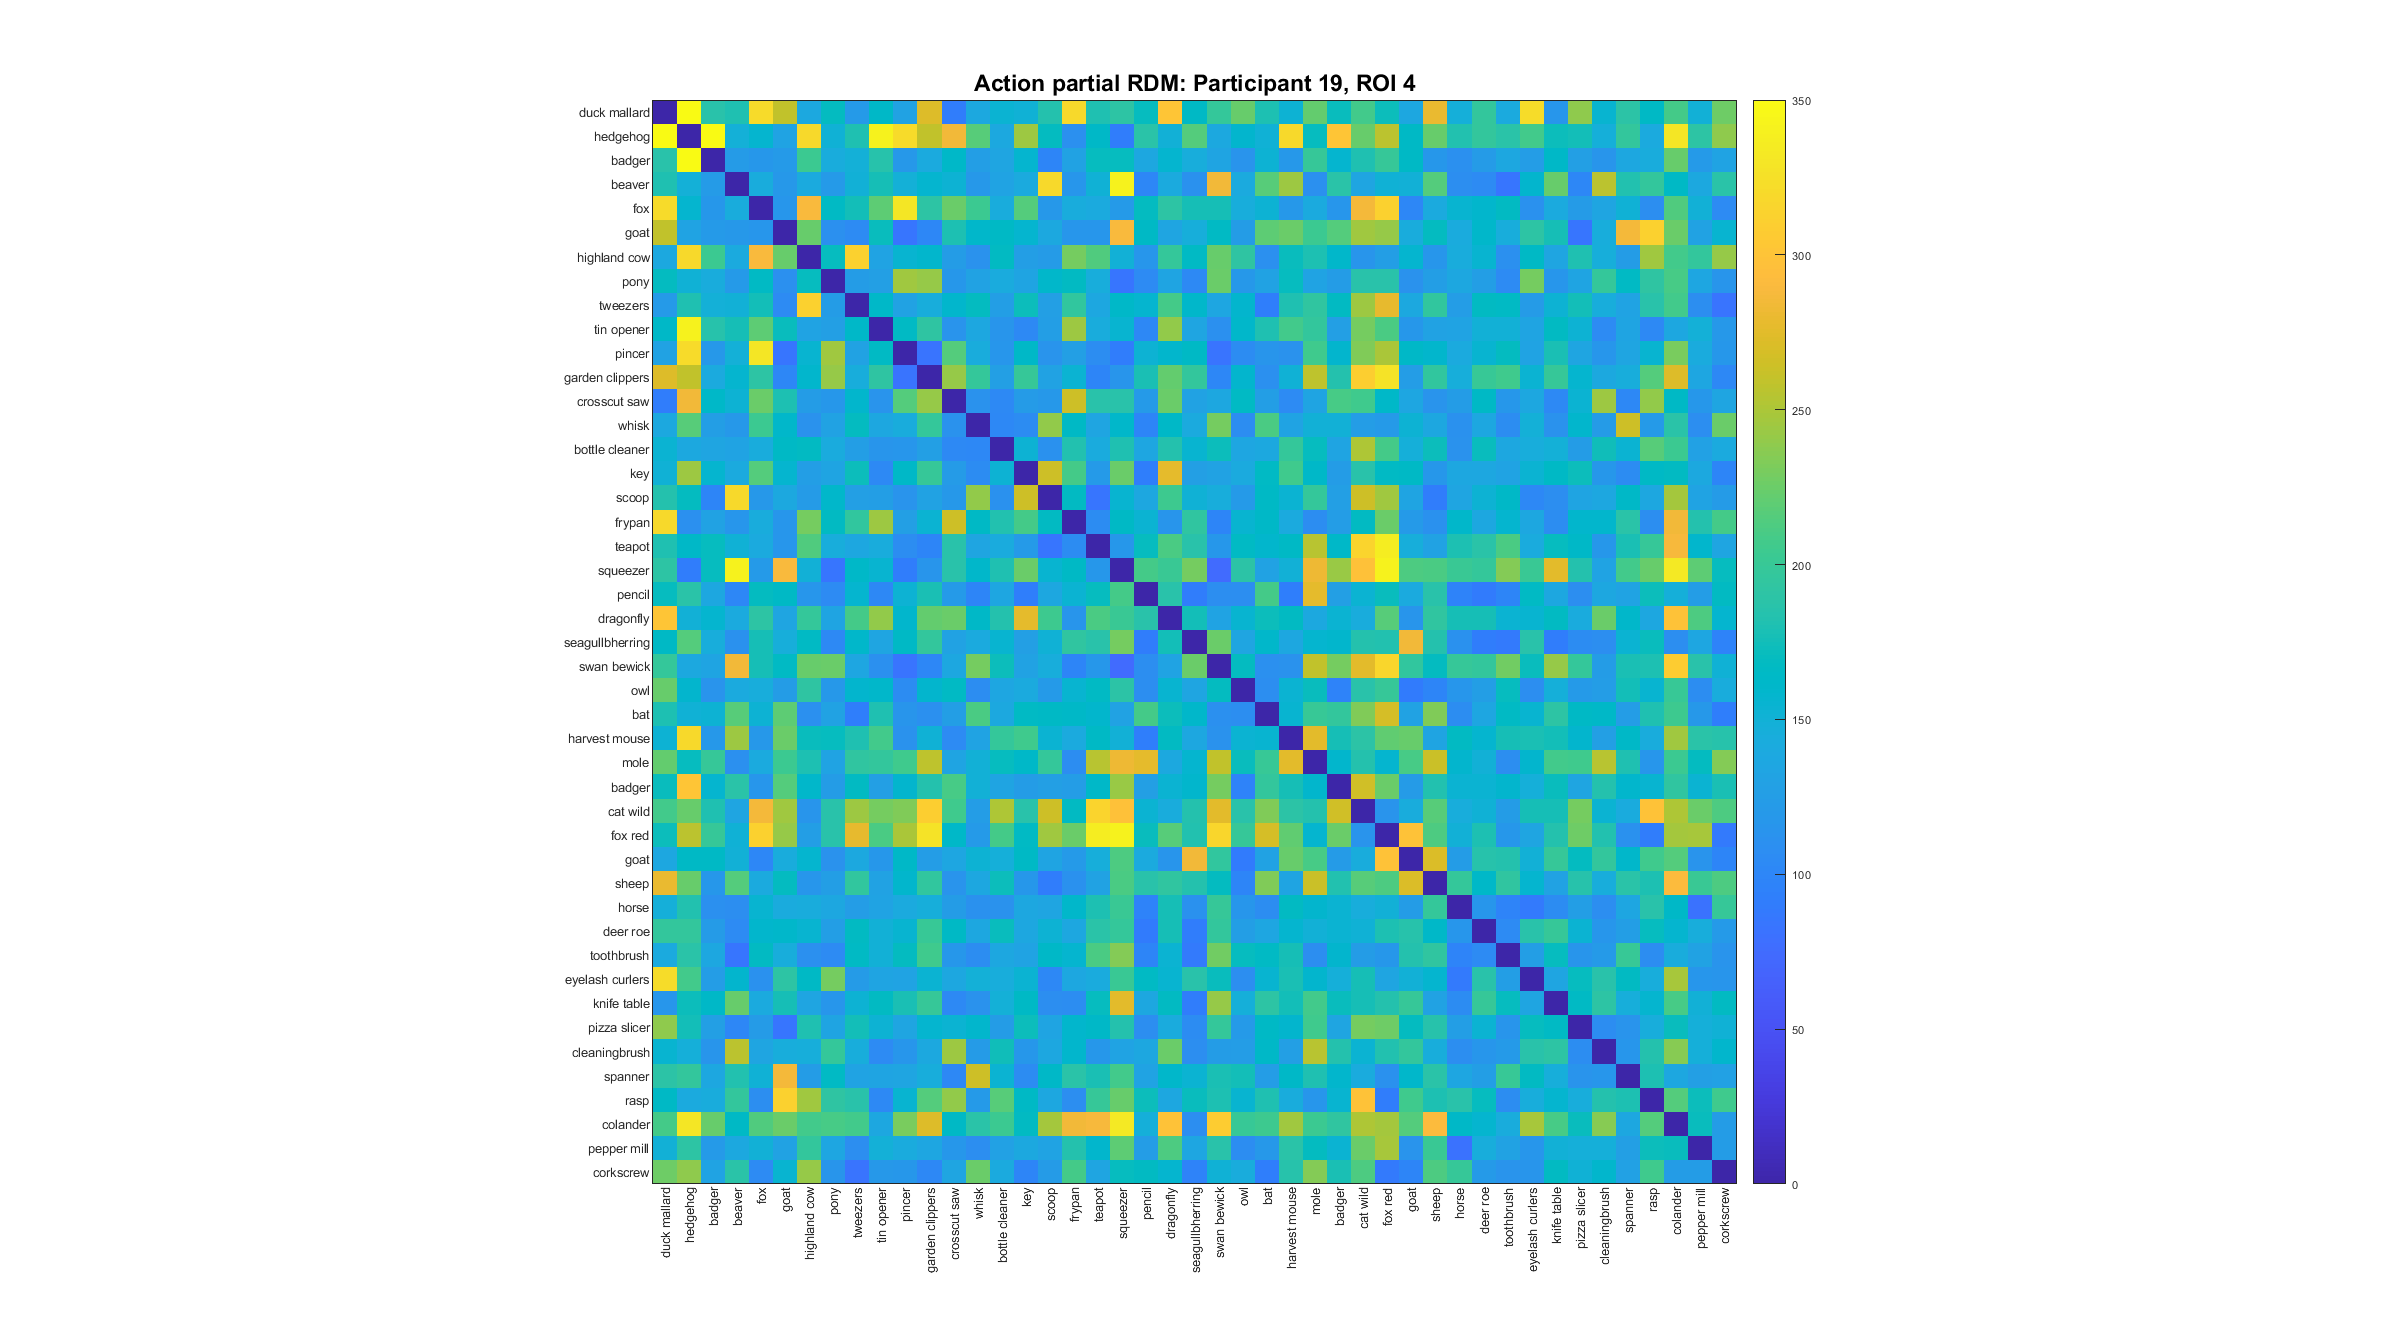 Action partial RDM: Participant 19, ROI 4
duck mallard
hedgehog
badger
beaver
fox
goat
highland cow
pony
tweezers
tin opener
pincer
garden clippers
crosscut saw
whisk
bottle cleaner
key
scoop
frypan
teapot
squeezer
pencil
dragonfly
seagullbherring
swan bewick
owl
bat
harvest mouse
mole
badger
cat wild
fox red
goat
sheep
horse
deer roe
toothbrush
eyelash curlers
knife table
pizza slicer
cleaningbrush
spanner
rasp
colander
pepper mill
corkscrew
duck mallard
hedgehog
badger
beaver
fox
goat
highland cow
pony
tweezers
tin opener
pincer
garden clippers
crosscut saw
whisk
bottle cleaner
key
scoop
frypan
teapot
squeezer
pencil
dragonfly
seagullbherring
swan bewick
owl
bat
harvest mouse
mole
badger
cat wild
fox red
goat
sheep
horse
deer roe
toothbrush
eyelash curlers
knife table
pizza slicer
cleaningbrush
spanner
rasp
colander
pepper mill
corkscrew
350
300
250
200
150
100
50
0